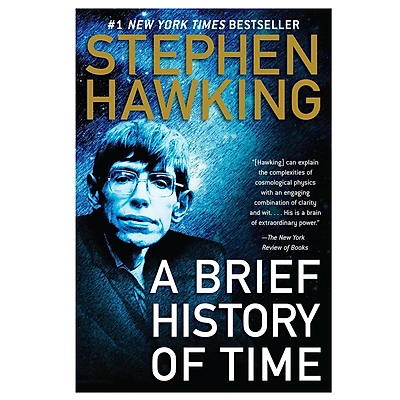 #1 NEW YORK TIMES BESTSELLER
STEPHEN
HAWKING
"[Hawking] can explain
the complexities of
cosmological physics
with an engaging
combination of clarity
and wit. . . . His is a brain
of extraordinary power."
—The New York
Review of Books
A BRIEF
HISTORY
OF TIME